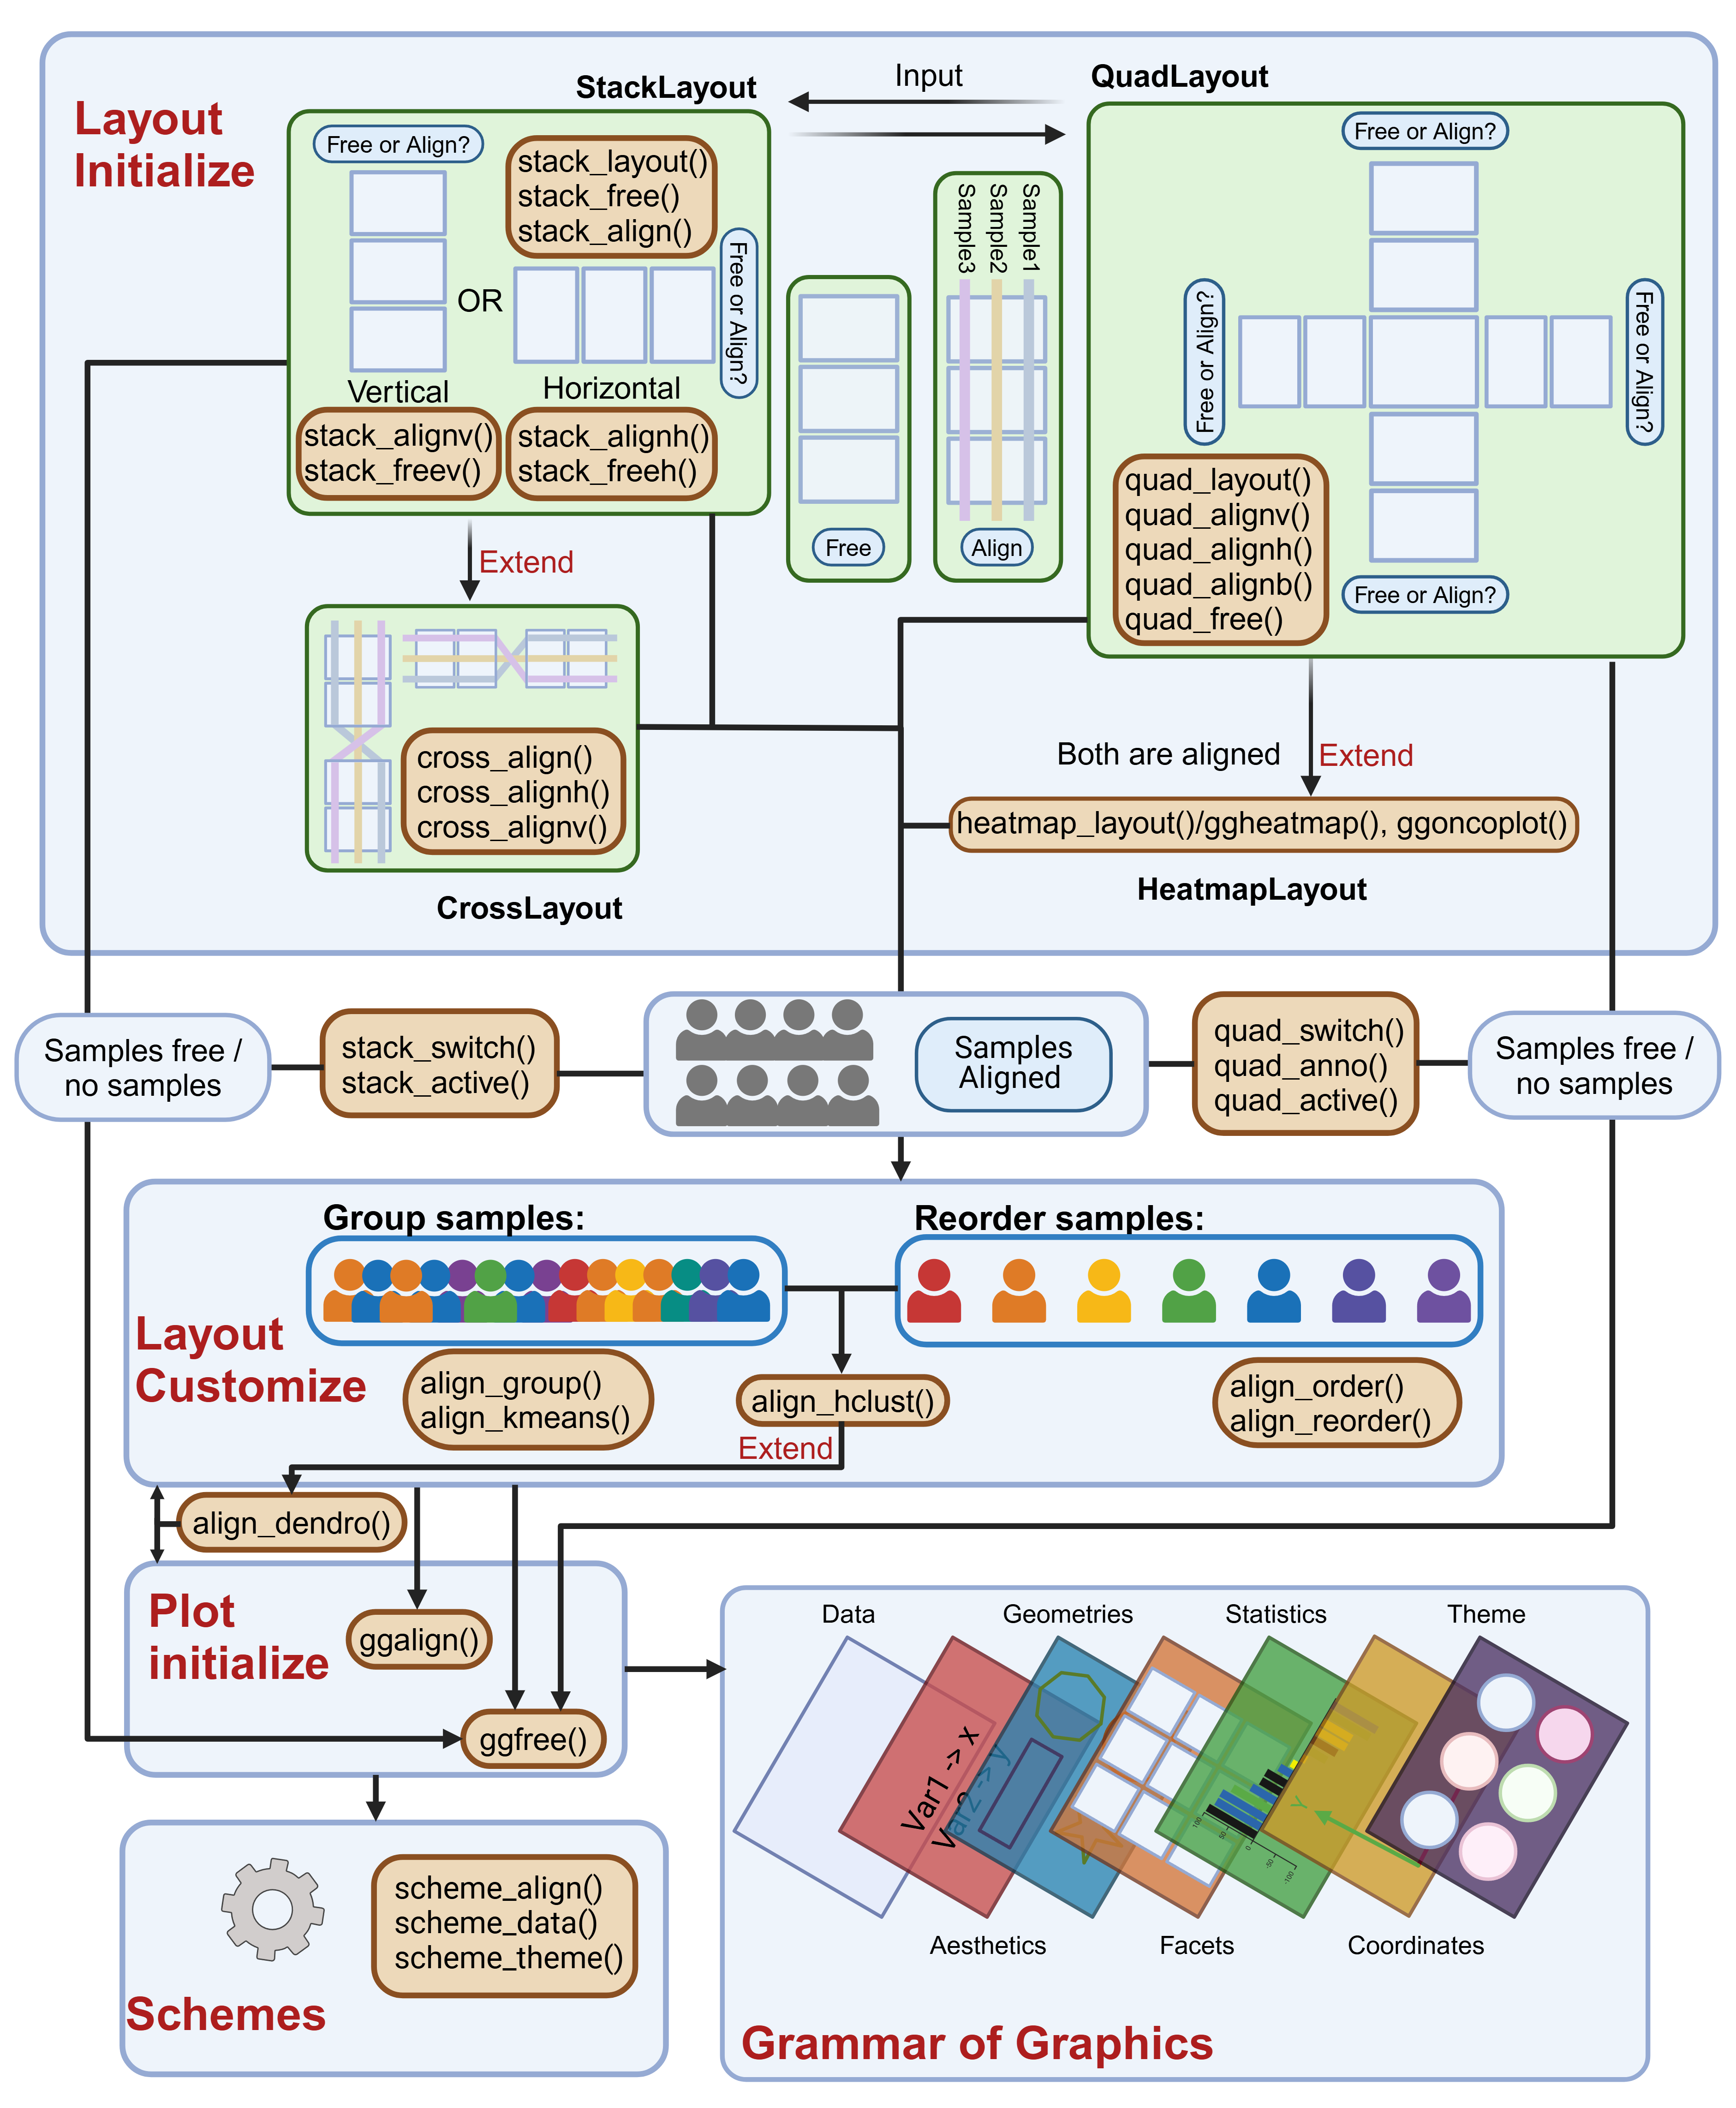 Layout
Initialize
StackLayout
Input
QuadLayout
Free or Align?
stack_layout()
stack_free()
stack_align()
Free or Align?
OR
Vertical
Horizontal
stack_alignv()
stack_freev()
stack_alignh()
stack_freeh()
Free
Sample3
Sample2
Sample1
Align
Free or Align?
Free or Align?
Free or Align?
Free or Align?
quad_layout()
quad_alignv()
quad_alignh()
quad_alignb()
quad_free()
Extend
cross_align()
cross_alignh()
cross_alignv()
CrossLayout
Both are aligned
Extend
heatmap_layout()/ggheatmap(), ggoncoplot()
HeatmapLayout
Samples free /
no samples
stack_switch()
stack_active()
Samples
Aligned
quad_switch()
quad_anno()
quad_active()
Samples free /
no samples
Layout
Customize
Group samples:
Reorder samples:
align_group()
align_kmeans()
align_hclust()
align_order()
align_reorder()
Extend
align_dendro()
Plot
initialize
ggalign()
ggfree()
Schemes
scheme_align()
scheme_data()
scheme_theme()
Data
Geometries
Statistics
Theme
Var1 -> x
Var2 -> y
100
50
0
-50
-100
Y
Aesthetics
Facets
Coordinates
Grammar of Graphics